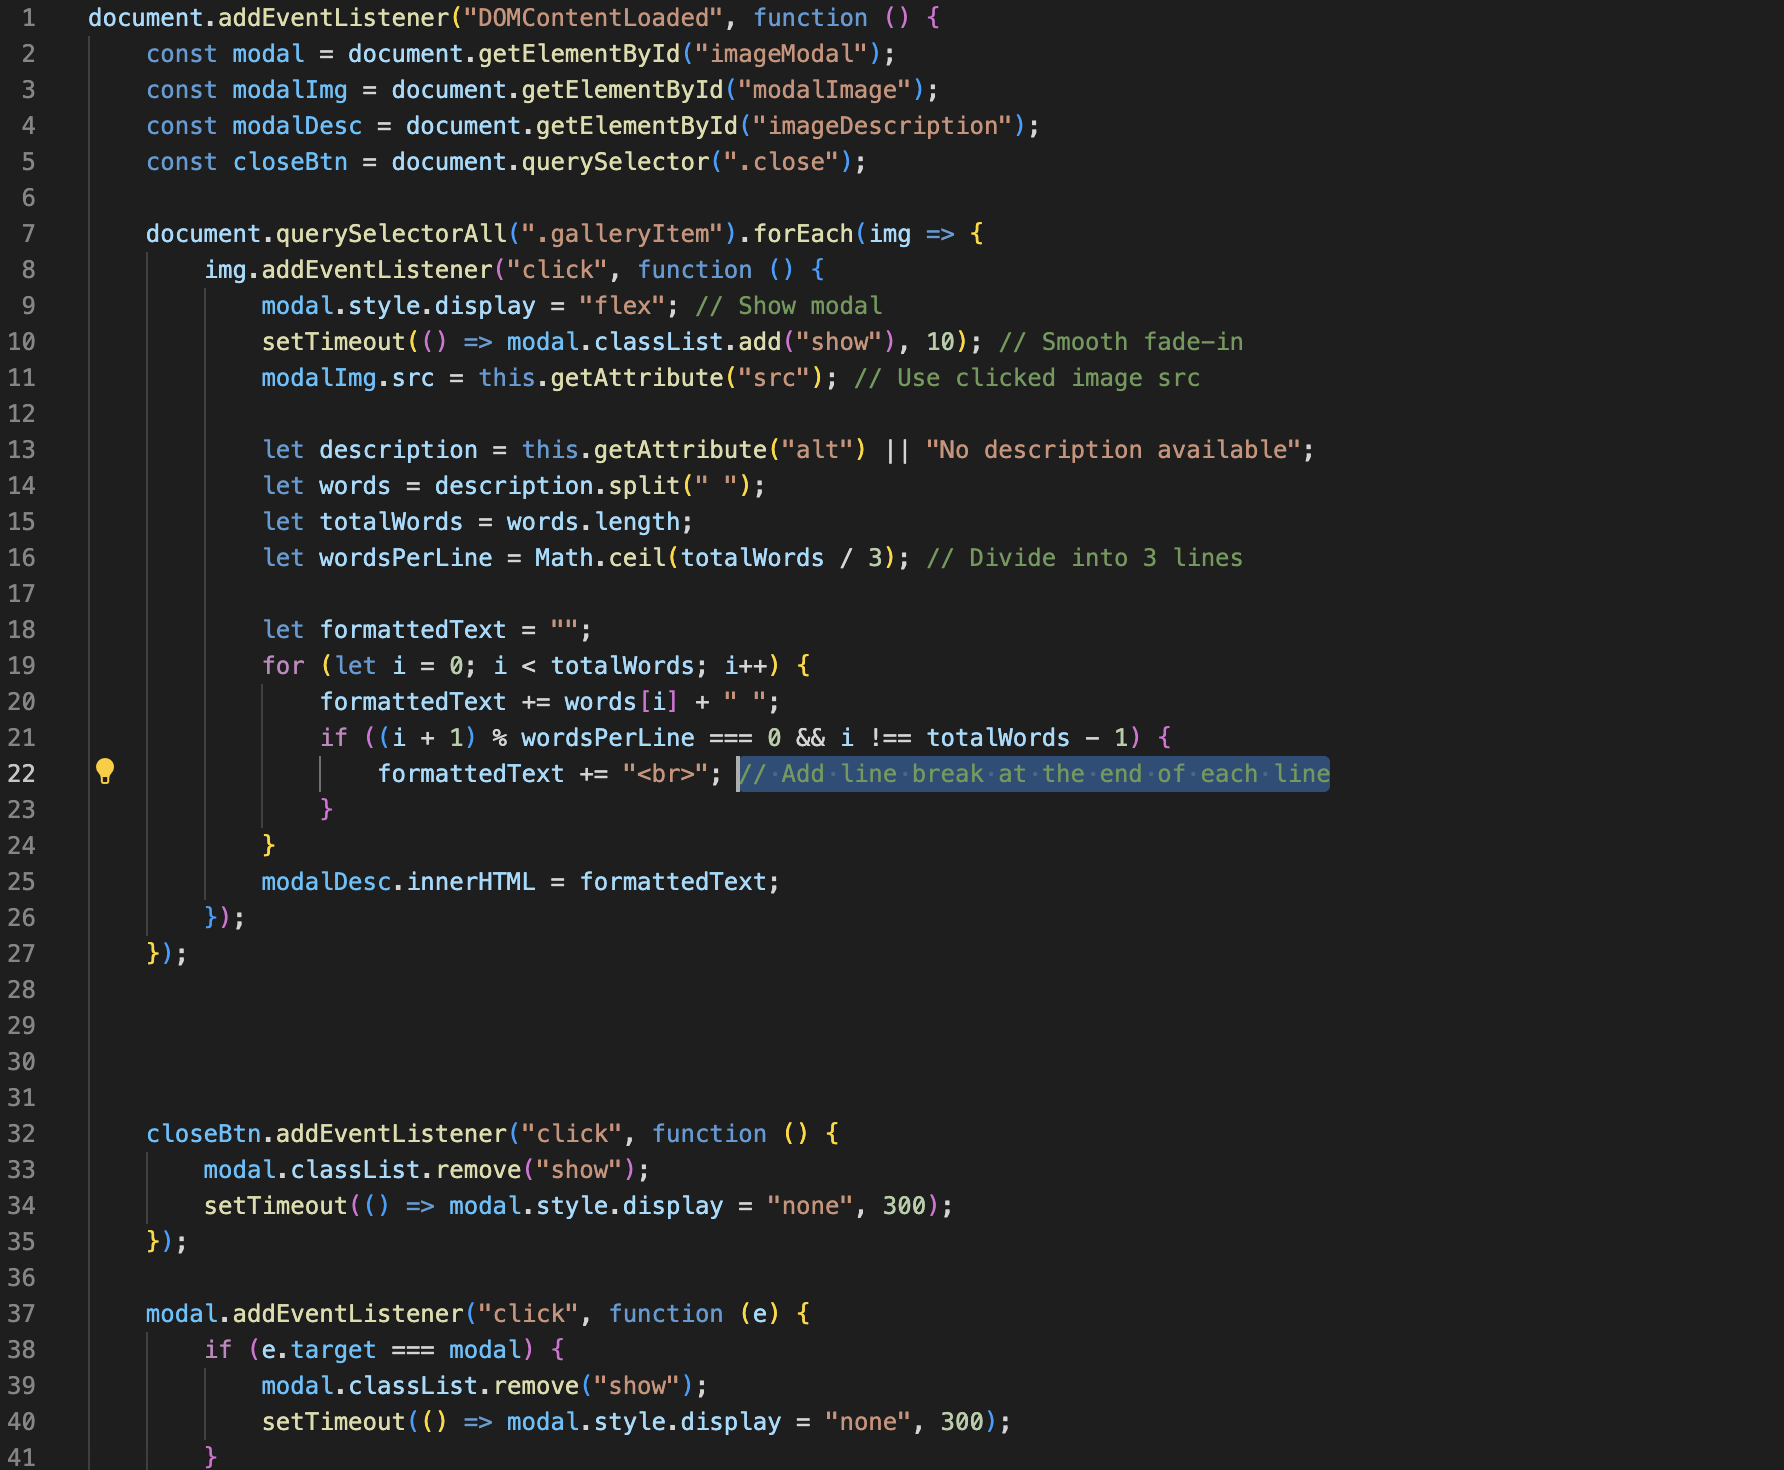 1 document.addEventListener("DOMContentLoaded", function () {
2 const modal = document.getElementById("imageModal");
3 const modalImg = document.getElementById("modalImage");
4 const modalDesc = document.getElementById("imageDescription");
5 const closeBtn = document.querySelector(".close");
6
7 document.querySelectorAll(".galleryItem").forEach(img => {
8 img.addEventListener("click", function () {
9 modal.style.display = "flex"; // Show modal
10 setTimeout(() => modal.classList.add("show"), 10); // Smooth fade-in
11 modalImg.src = this.getAttribute("src"); // Use clicked image src
12
13 let description = this.getAttribute("alt") || "No description available";
14 let words = description.split(" ");
15 let totalWords = words.length;
16 let wordsPerLine = Math.ceil(totalWords / 3); // Divide into 3 lines
17
18 let formattedText = "";
19 for (let i = 0; i < totalWords; i++) {
20 formattedText += words[i] + " ";
21 if ((i + 1) % wordsPerLine === 0 && i !== totalWords - 1) {
22 formattedText += "<br>"; // Add line break at the end of each line
23 }
24 }
25 modalDesc.innerHTML = formattedText;
26 });
27 });
28
29
30
31
32 closeBtn.addEventListener("click", function () {
33 modal.classList.remove("show");
34 setTimeout(() => modal.style.display = "none", 300);
35 });
36
37 modal.addEventListener("click", function (e) {
38 if (e.target === modal) {
39 modal.classList.remove("show");
40 setTimeout(() => modal.style.display = "none", 300);
41 }